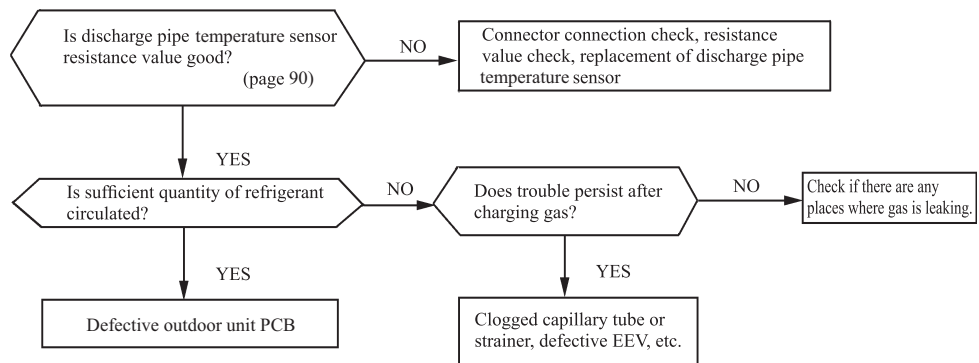 Is discharge pipe temperature sensor
resistance value good?
(page 90)
NO
Connector connection check, resistance
value check, replacement of discharge pipe
temperature sensor
YES
Is sufficient quantity of refrigerant
circulated?
NO
Does trouble persist after
charging gas?
NO
Check if there are any
places where gas is leaking.
YES
Defective outdoor unit PCB
YES
Clogged capillary tube or
strainer, defective EEV, etc.